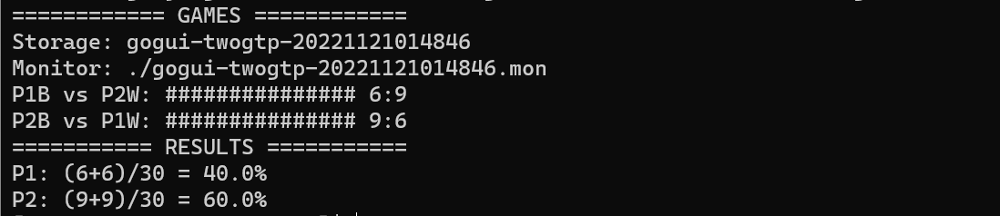 ============ GAMES ============
Storage: gogui-twogtp-20221121014846
Monitor: ./gogui-twogtp-20221121014846.mon
P1B vs P2W: ############### 6:9
P2B vs P1W: ############### 9:6
=========== RESULTS ===========
P1: (6+6)/30 = 40.0%
P2: (9+9)/30 = 60.0%